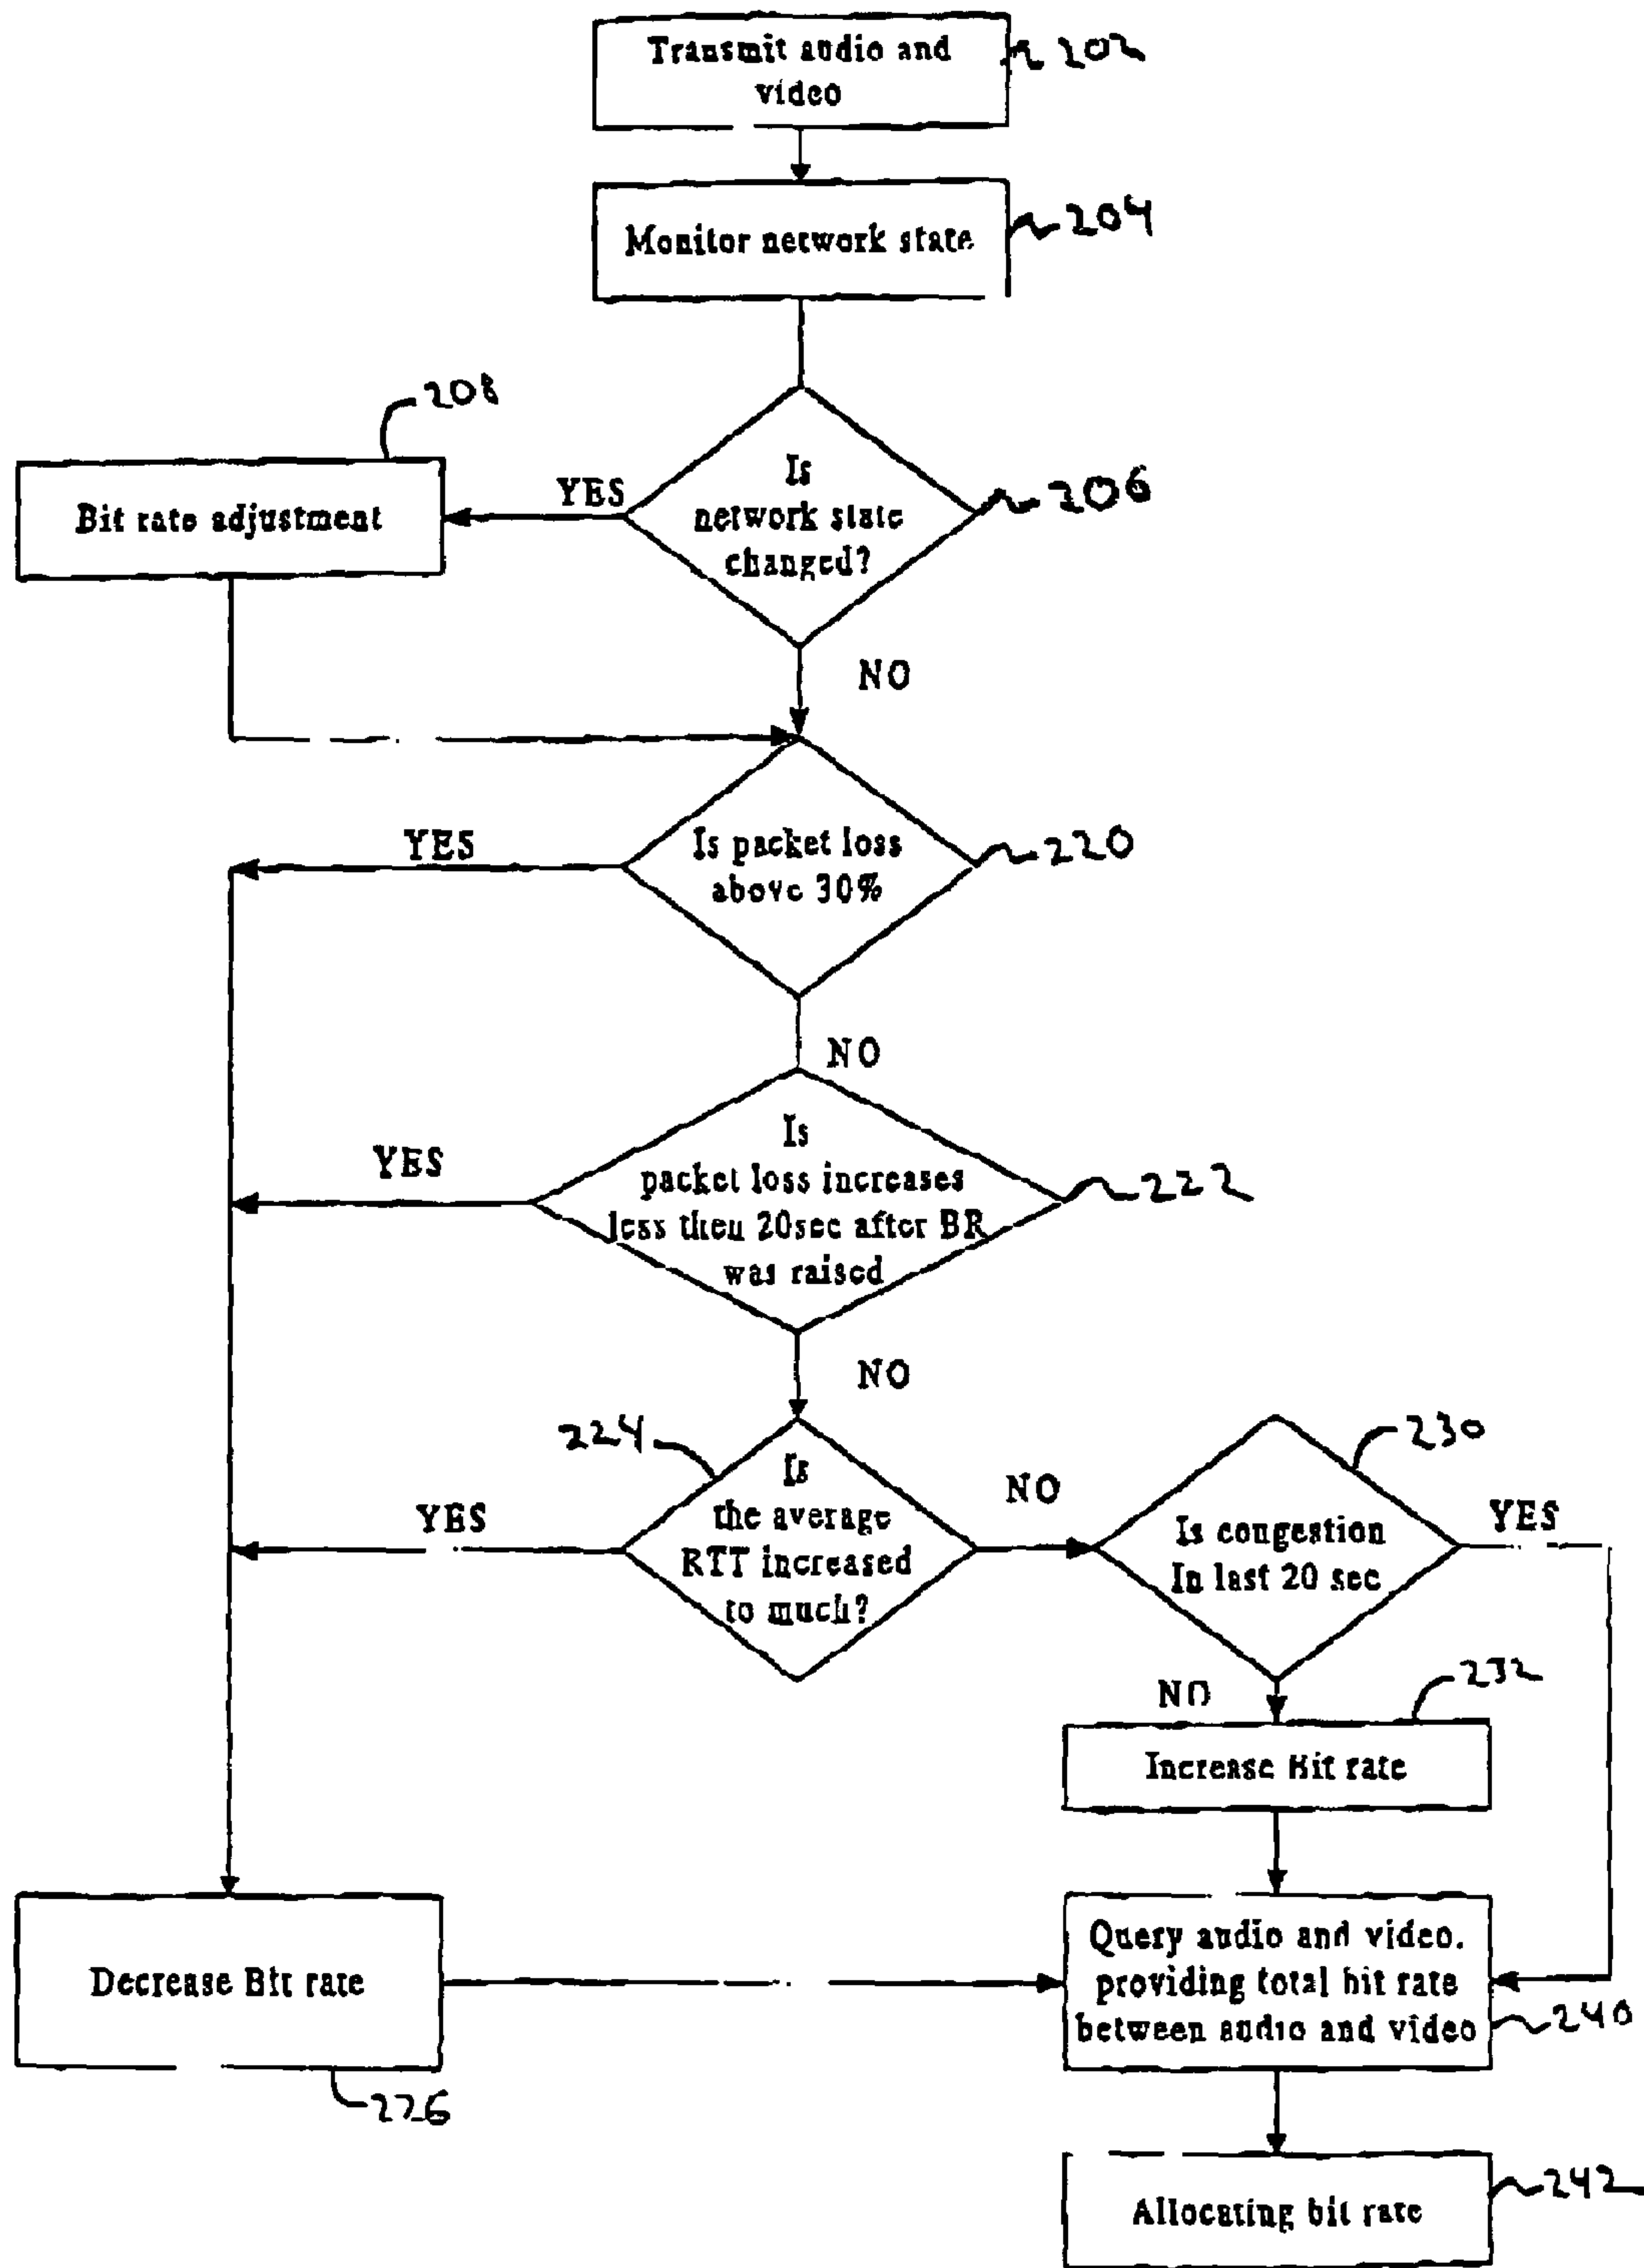 Transmit audio and
video
202
Monitor network state
204
208
Is
network state
changed?
206
YES
Bit rate adjustment
NO
Is packet loss
above 30%
220
YES
NO
Is
packet loss increases
less then 20sec after BR
was raised
222
YES
NO
224
Is
the average
RTT increased
to much?
YES
NO
230
Is congestion
In last 20 sec
YES
NO
232
Increase Bit rate
Decrease Bit rate
226
Query audio and video.
providing total bit rate
between audio and video
240
Allocating bit rate
242